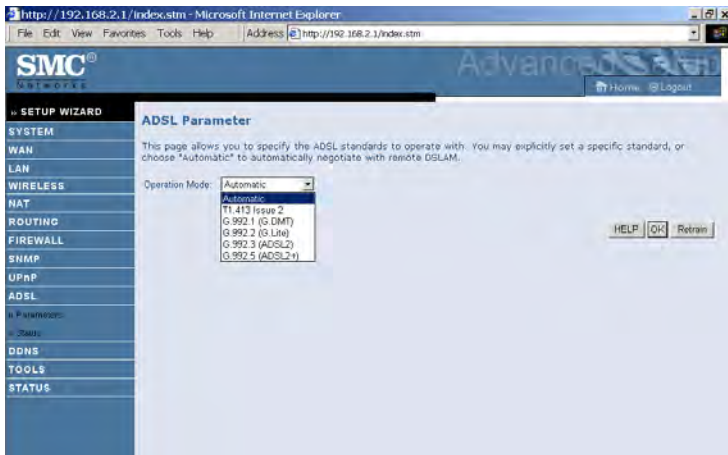 http://192.168.2.1/index.stm - Microsoft Internet Explorer
File Edit View Favorites Tools Help Address http://192.168.2.1/index.stm
SMC®
Networks
Advanced SETUP
Home Logout
» SETUP WIZARD
SYSTEM
WAN
LAN
WIRELESS
NAT
ROUTING
FIREWALL
SNMP
UPnP
ADSL
» Parameters
» Status
DDNS
TOOLS
STATUS
ADSL Parameter
This page allows you to specify the ADSL standards to operate with. You may explicitly set a specific standard, or
choose "Automatic" to automatically negotiate with remote DSLAM.
Operation Mode: Automatic
Automatic
T1.413 Issue 2
G.992.1 (G.DMT)
G.992.2 (G.Lite)
G.992.3 (ADSL2)
G.992.5 (ADSL2+)
HELP OK Retrain